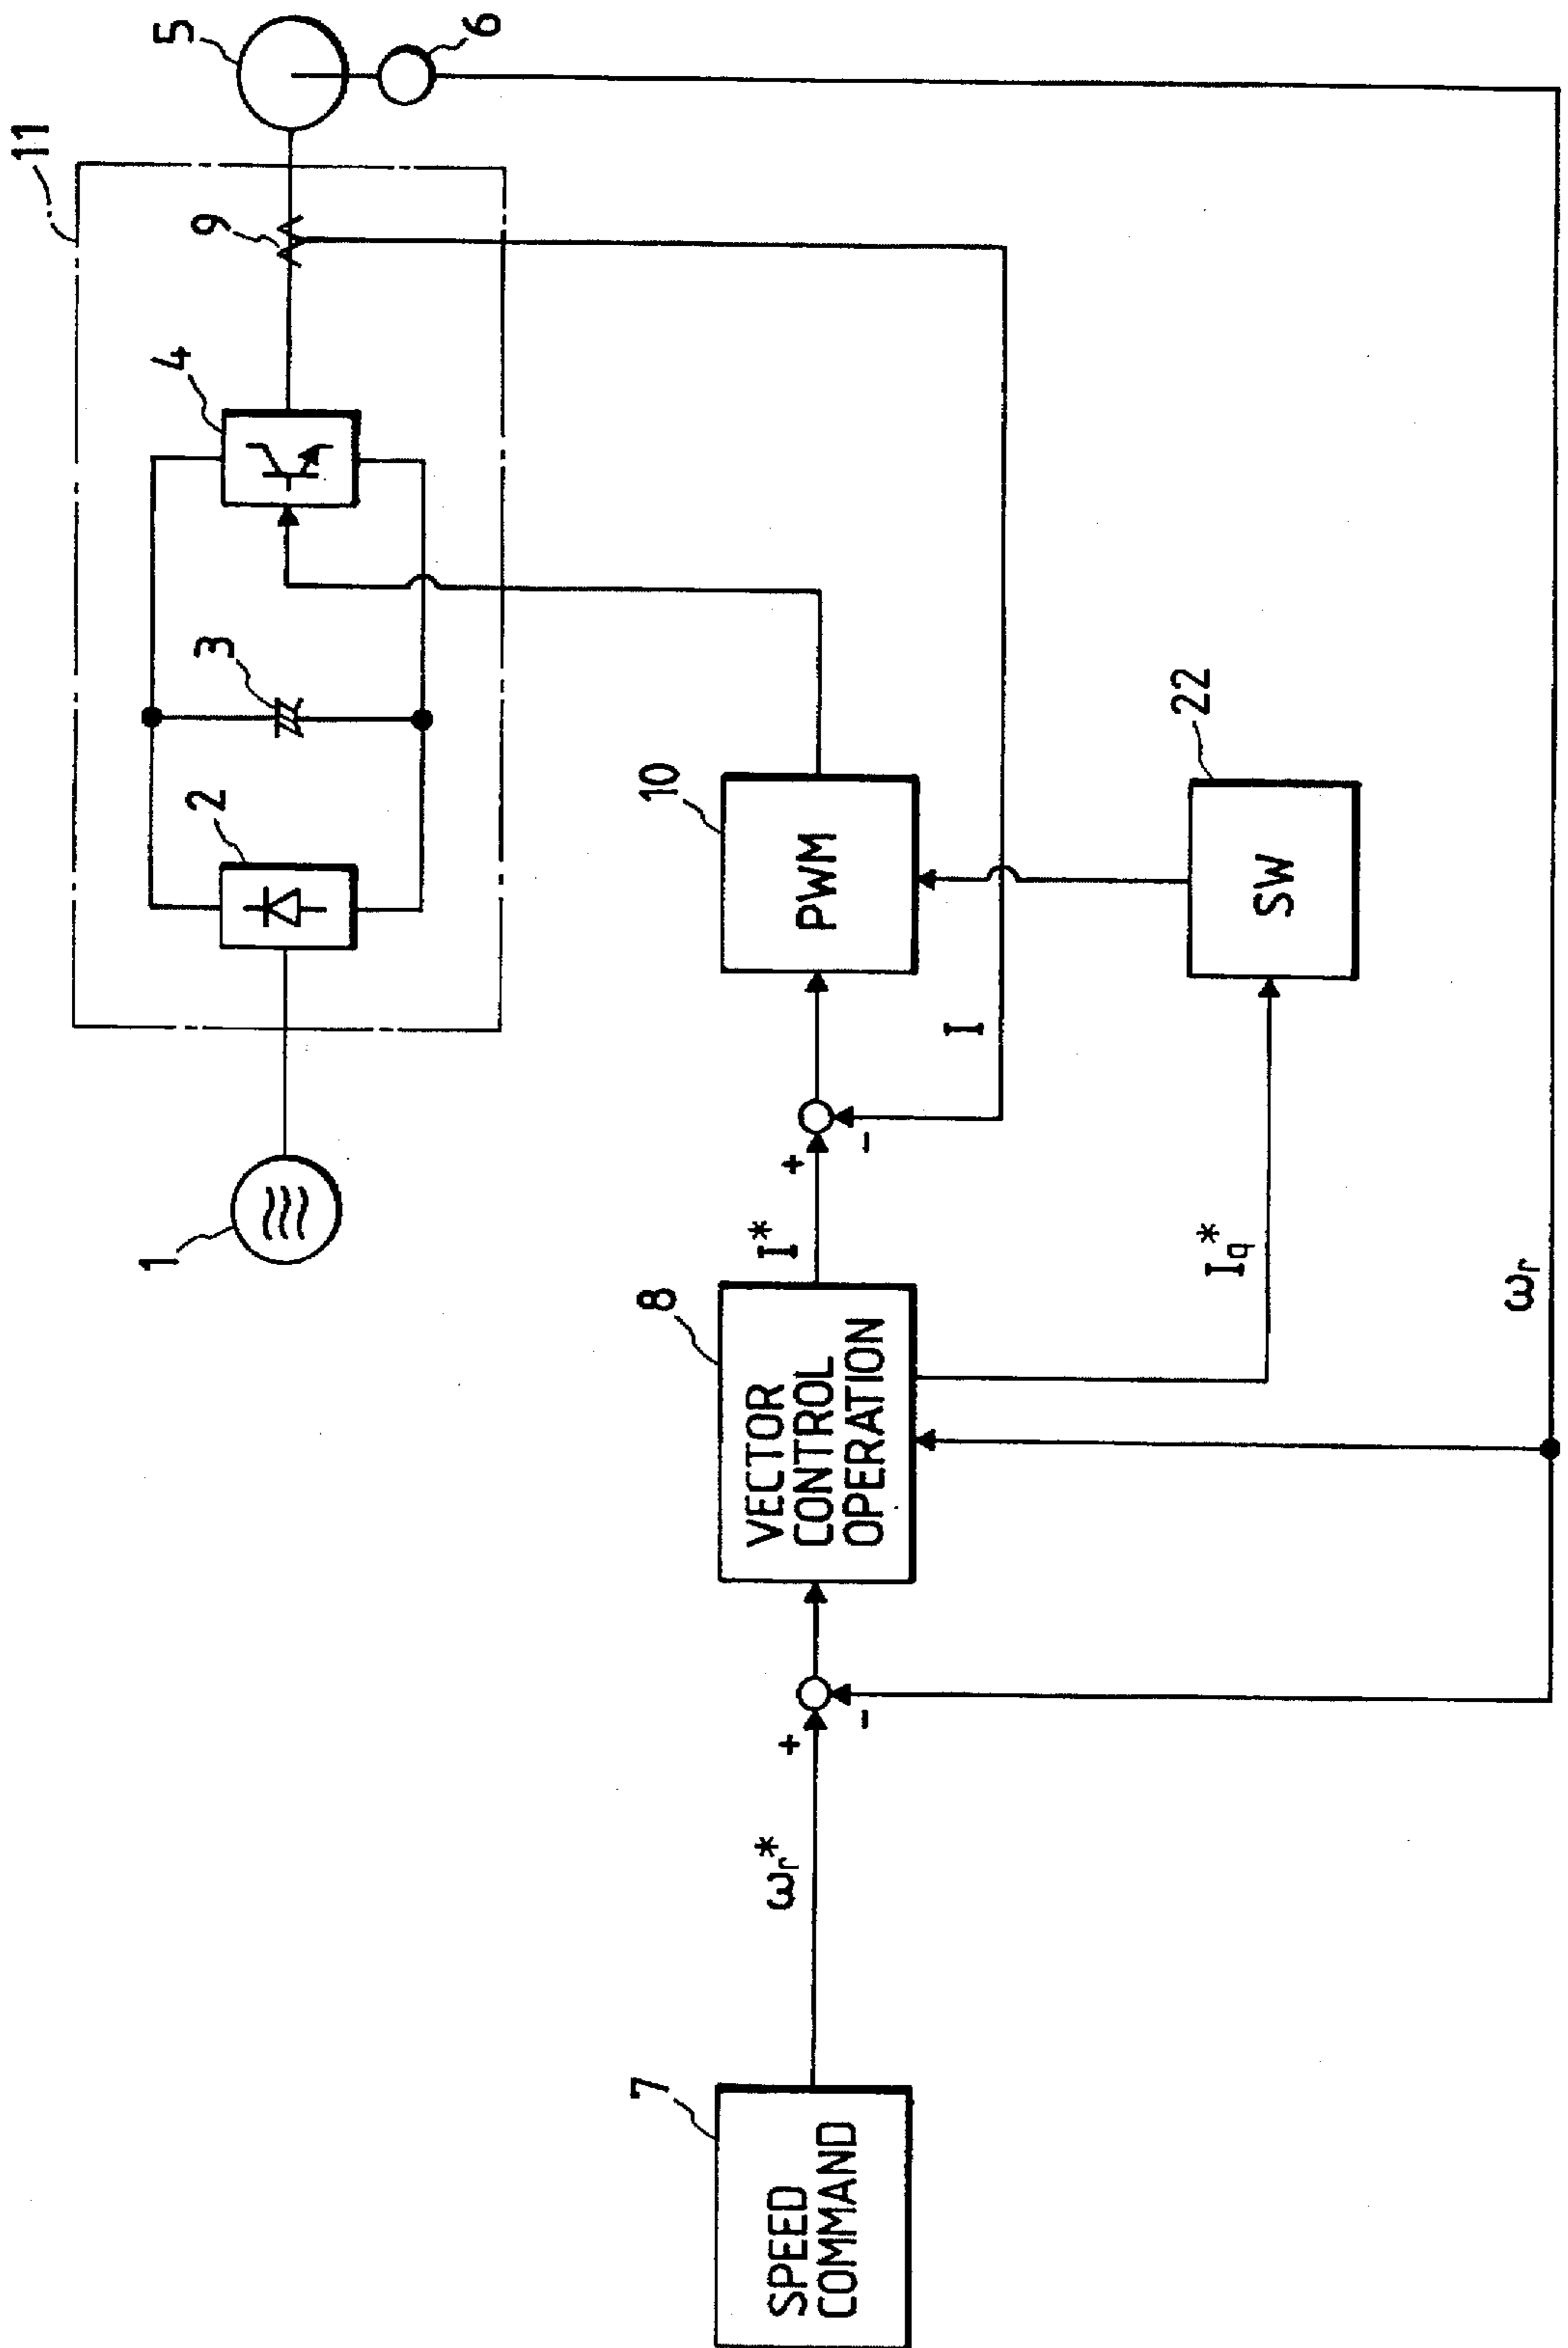 11
5
6
9
4
3
2
1
10
PWM
I
22
SW
8
VECTOR
CONTROL
OPERATION
I*
+
-
Iq*
ωr
7
SPEED
COMMAND
ωr*
+
-